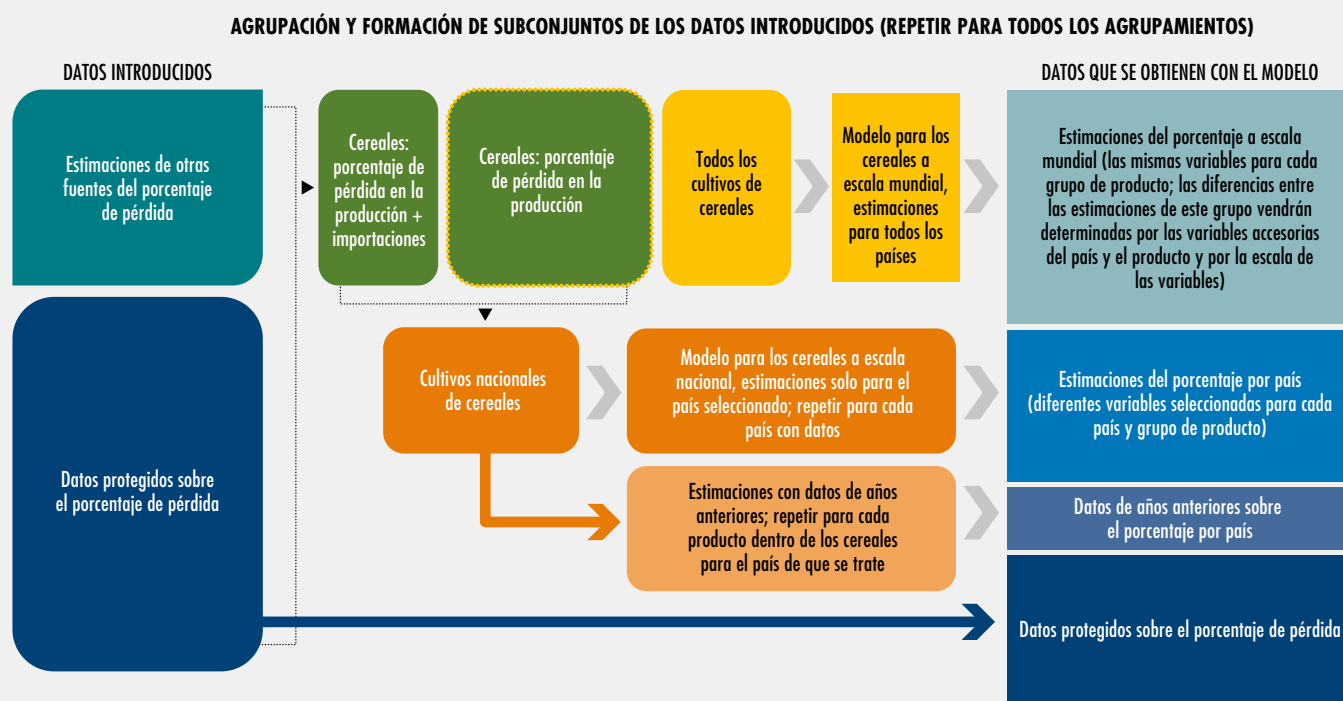 AGRUPACIÓN Y FORMACIÓN DE SUBCONJUNTOS DE LOS DATOS INTRODUCIDOS (REPETIR PARA TODOS LOS AGRUPAMIENTOS)
DATOS INTRODUCIDOS
Estimaciones de otras
fuentes del porcentaje
de pérdida
Datos protegidos sobre
el porcentaje de pérdida
Cereales:
porcentaje de
pérdida en la
producción +
importaciones
Cereales: porcentaje
de pérdida en la
producción
Todos los
cultivos de
cereales
Modelo para los
cereales a
escala mundial,
estimaciones
para todos los
países
Cultivos nacionales
de cereales
Modelo para los cereales a escala
nacional, estimaciones solo para el
país seleccionado; repetir para cada
país con datos
Estimaciones con datos de años
anteriores; repetir para cada
producto dentro de los cereales
para el país de que se trate
DATOS QUE SE OBTIENEN CON EL MODELO
Estimaciones del porcentaje a escala
mundial (las mismas variables para cada
grupo de producto; las diferencias entre
las estimaciones de este grupo vendrán
determinadas por las variables accesorias
del país y el producto y por la escala de
las variables)
Estimaciones del porcentaje por país
(diferentes variables seleccionadas para cada
país y grupo de producto)
Datos de años anteriores sobre
el porcentaje por país
Datos protegidos sobre el porcentaje de pérdida